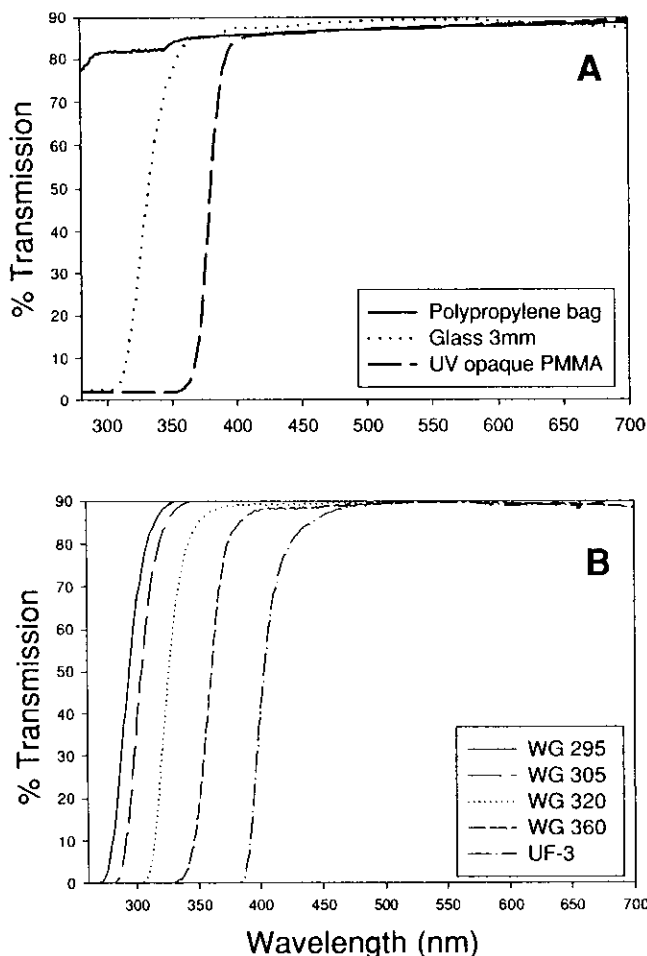 90
80
70
60
50
40
30
20
10
0
% Transmission
A
Polypropylene bag
Glass 3mm
UV opaque PMMA
300 350 400 450 500 550 600 650 700
90
80
70
60
50
40
30
20
10
0
% Transmission
B
WG 295
WG 305
WG 320
WG 360
UF-3
300 350 400 450 500 550 600 650 700
Wavelength (nm)